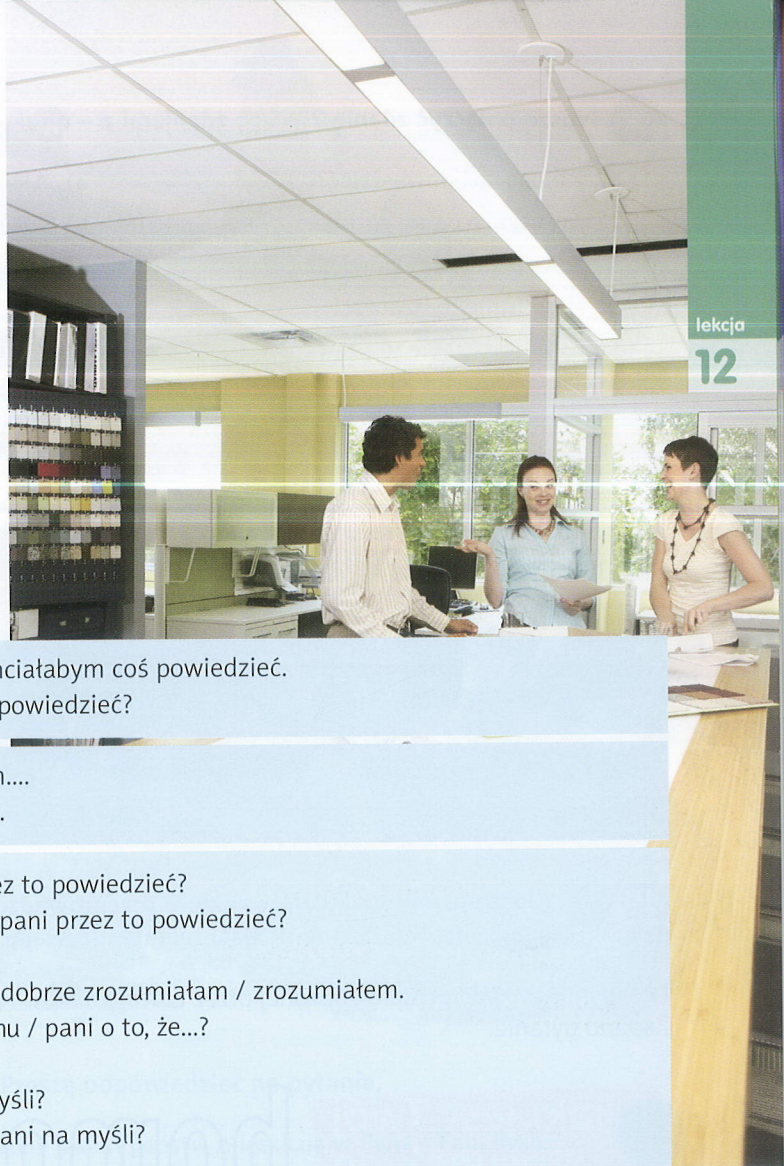 lekcja
12
chciałabym coś powiedzieć.
powiedzieć?
....
.
ez to powiedzieć?
pani przez to powiedzieć?
dobrze zrozumiałam / zrozumiałem.
nu / pani o to, że...?
yśli?
ani na myśli?